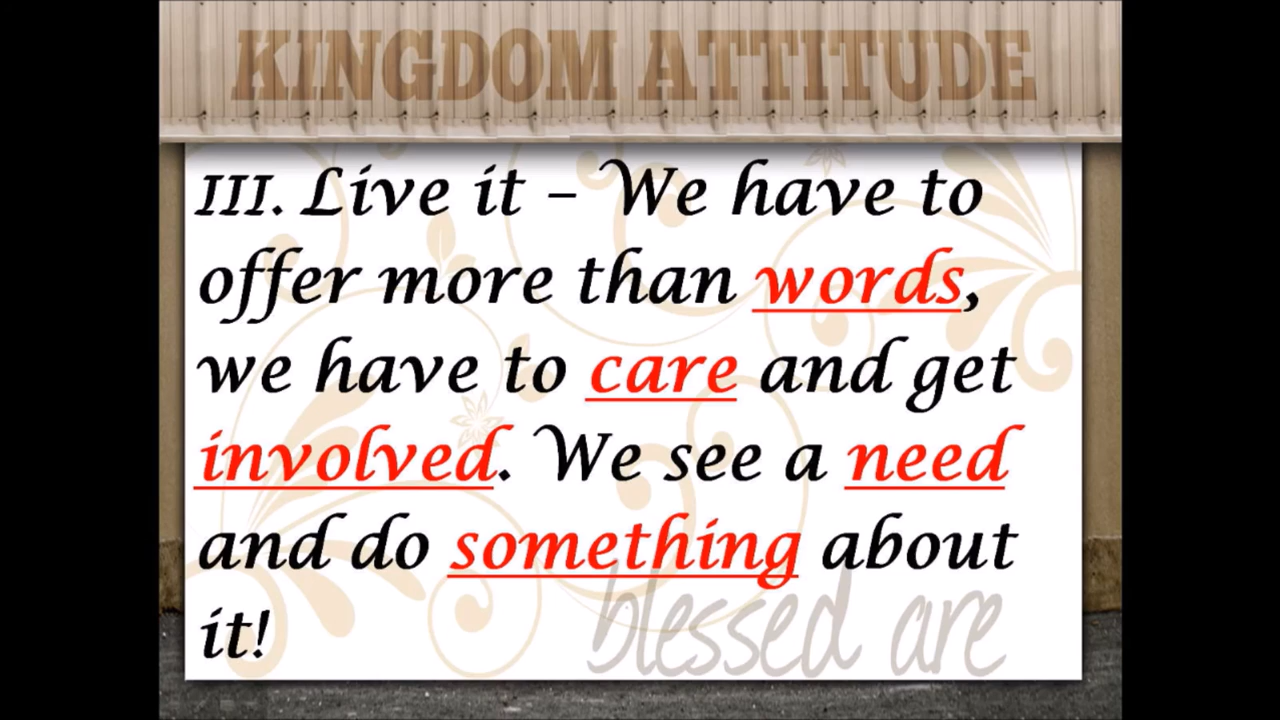 KINGDOM ATTITUDE
III. Live it – We have to
offer more than words,
we have to care and get
involved. We see a need
and do something about
it!
blessed are